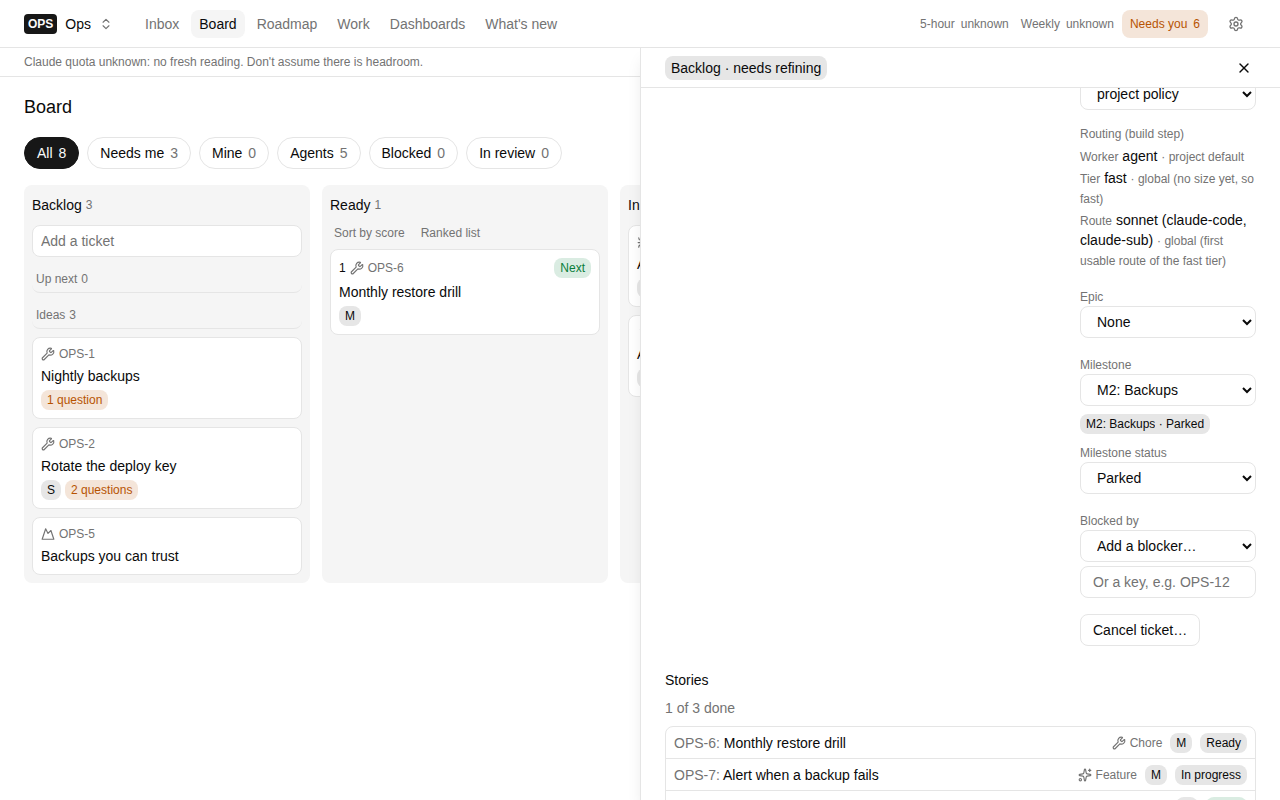 OPS Ops Inbox Board Roadmap Work Dashboards What's new 5-hour unknown Weekly unknown Needs you 6
Claude quota unknown: no fresh reading. Don't assume there is headroom.
Board
All 8 Needs me 3 Mine 0 Agents 5 Blocked 0 In review 0
Backlog 3
Add a ticket
Up next 0
Ideas 3
OPS-1
Nightly backups
1 question
OPS-2
Rotate the deploy key
S 2 questions
OPS-5
Backups you can trust
Ready 1
Sort by score Ranked list
1 OPS-6 Next
Monthly restore drill
M
In
Backlog · needs refining
project policy
Routing (build step)
Worker agent · project default
Tier fast · global (no size yet, so
fast)
Route sonnet (claude-code,
claude-sub) · global (first
usable route of the fast tier)
Epic
None
Milestone
M2: Backups
M2: Backups · Parked
Milestone status
Parked
Blocked by
Add a blocker…
Or a key, e.g. OPS-12
Cancel ticket…
Stories
1 of 3 done
OPS-6: Monthly restore drill Chore M Ready
OPS-7: Alert when a backup fails Feature M In progress